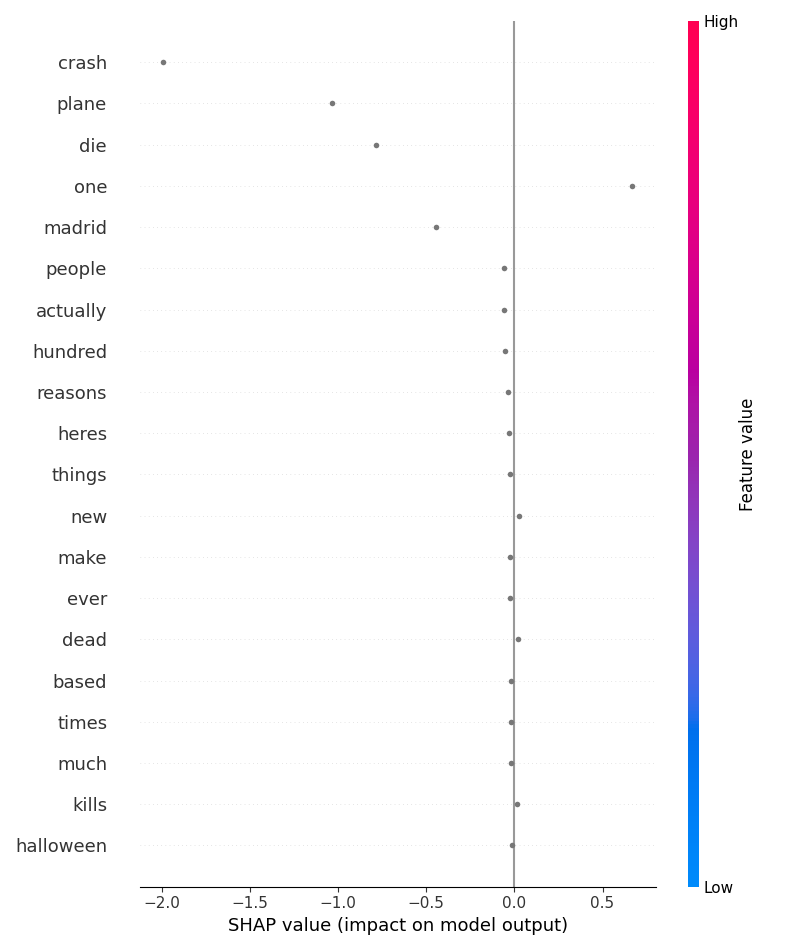 High
crash
plane
die
one
madrid
people
actually
hundred
reasons
heres
things
new
make
ever
dead
based
times
much
kills
halloween
Feature value
Low
−2.0 −1.5 −1.0 −0.5 0.0 0.5
SHAP value (impact on model output)